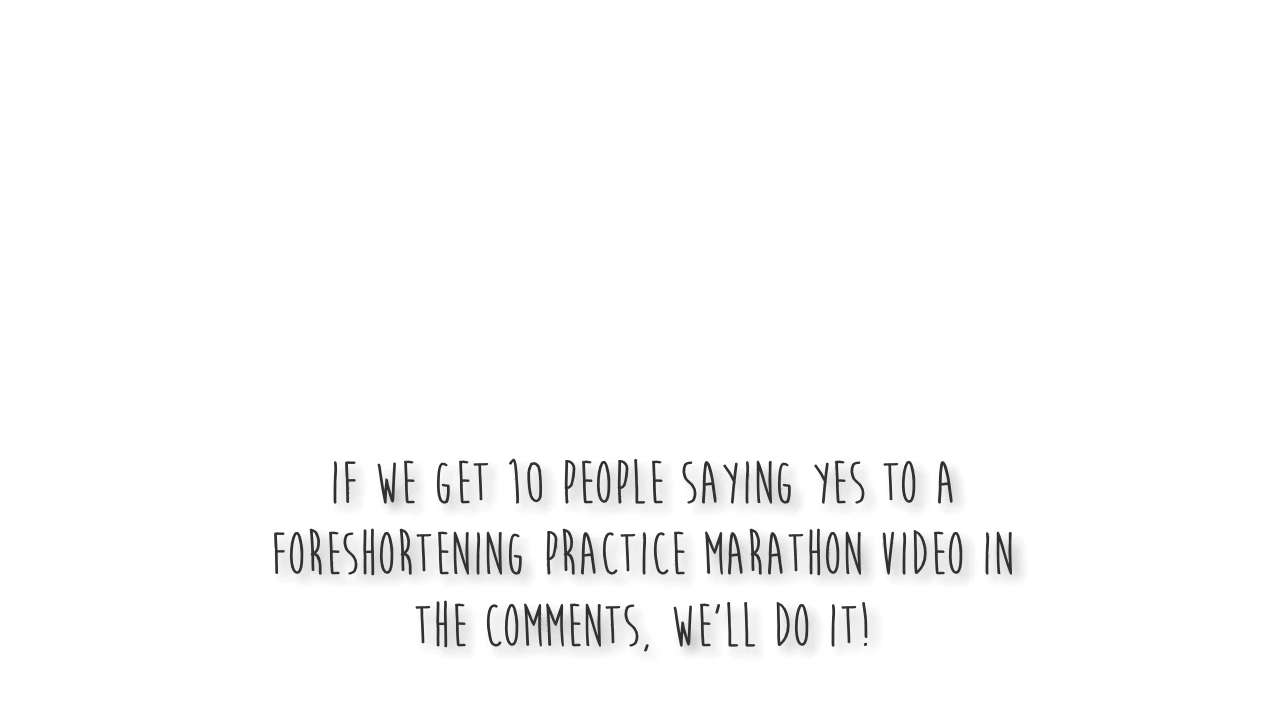 IF WE GET 10 PEOPLE SAYING YES TO A
FORESHORTENING PRACTICE MARATHON VIDEO IN
THE COMMENTS, WE'LL DO IT!